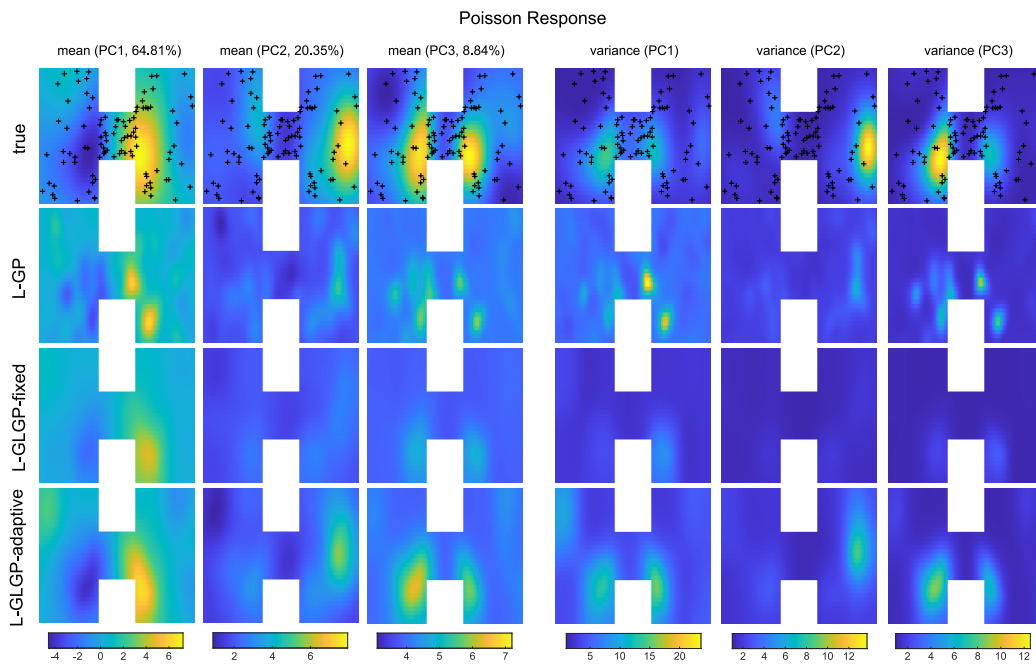 Poisson Response
mean (PC1, 64.81%)
mean (PC2, 20.35%)
mean (PC3, 8.84%)
variance (PC1)
variance (PC2)
variance (PC3)
true
L-GP
L-GLGP-fixed
L-GLGP-adaptive
-4 -2 0 2 4 6
2 4 6
4 5 6 7
5 10 15 20
2 4 6 8 10 12
2 4 6 8 10 12